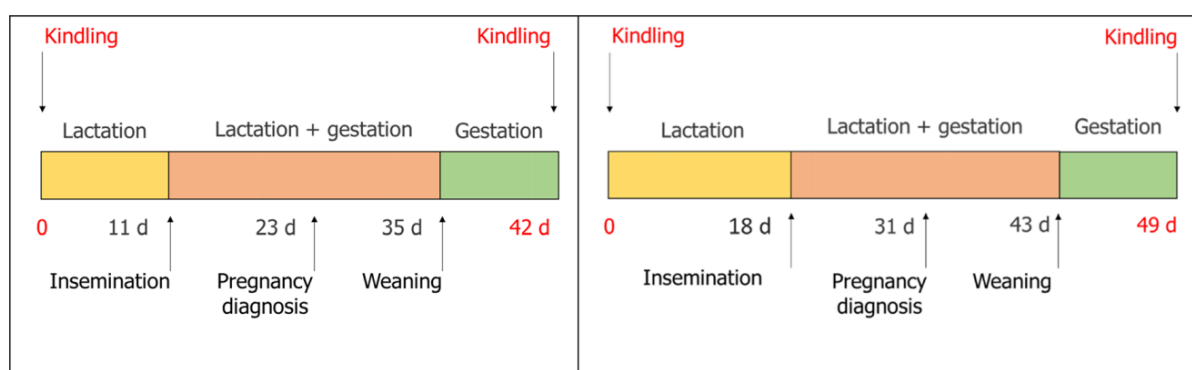 Kindling Kindling
Lactation Lactation + gestation Gestation
0 11 d 23 d 35 d 42 d
Insemination Pregnancy Weaning
diagnosis
Kindling Kindling
Lactation Lactation + gestation Gestation
0 18 d 31 d 43 d 49 d
Insemination Pregnancy Weaning
diagnosis